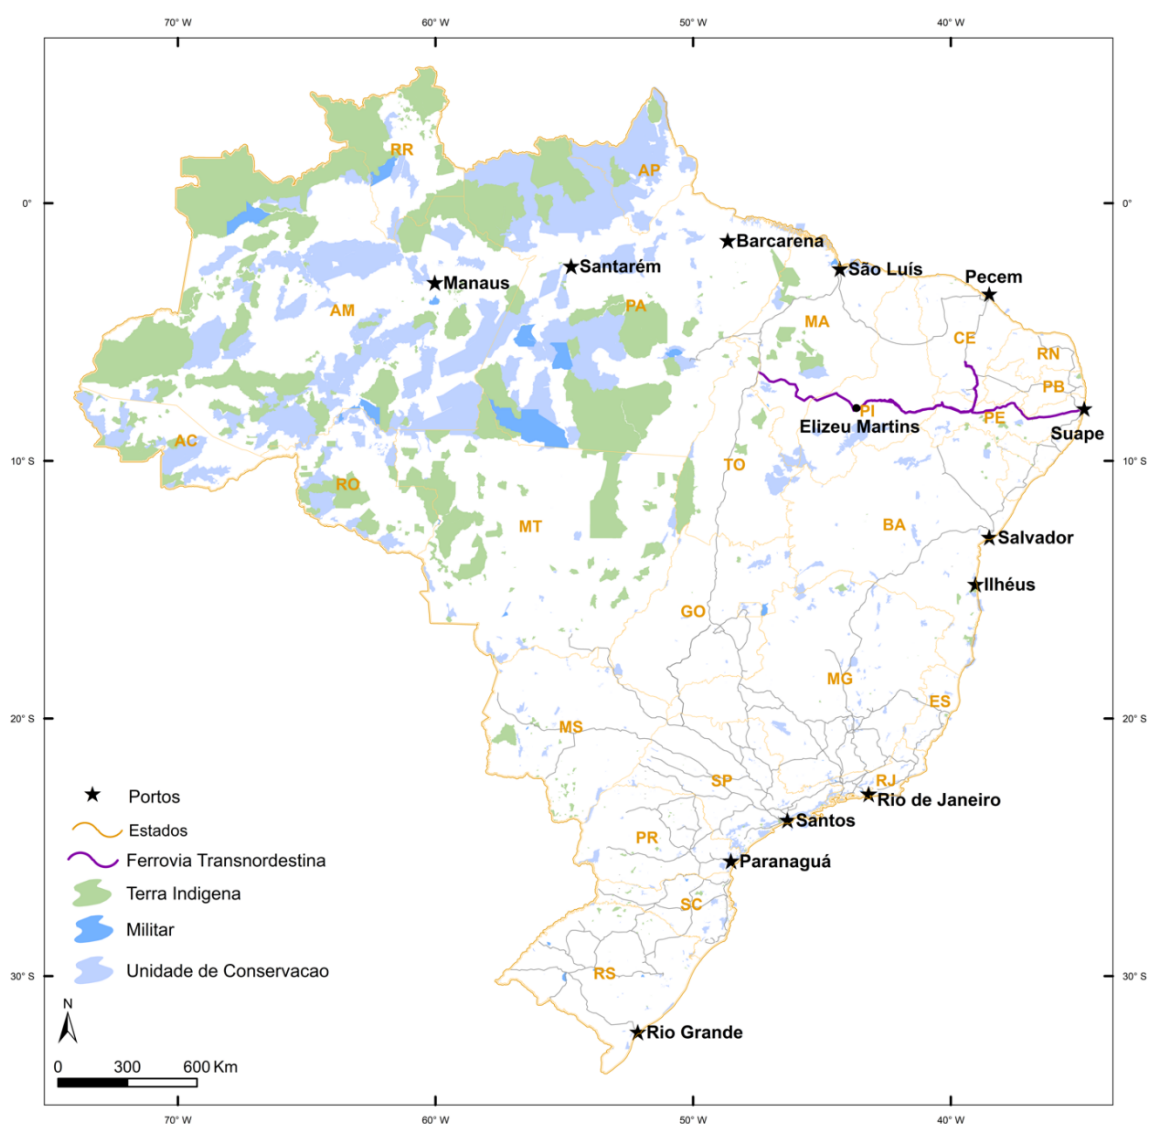 70° W
60° W
50° W
40° W
RR
AP
0°
0°
Barcarena
Santarém
São Luís
Pecem
Manaus
AM
PA
MA
CE
RN
PB
PI
PE
Elizeu Martins
Suape
AC
10° S
TO
10° S
RO
MT
BA
Salvador
Ilhéus
GO
MG
ES
20° S
MS
20° S
SP
RJ
Portos
Rio de Janeiro
Santos
Estados
PR
Ferrovia Transnordestina
Paranaguá
Terra Indigena
SC
Militar
Unidade de Conservacao
30° S
RS
30° S
N
Rio Grande
0 300 600 Km
70° W
60° W
50° W
40° W